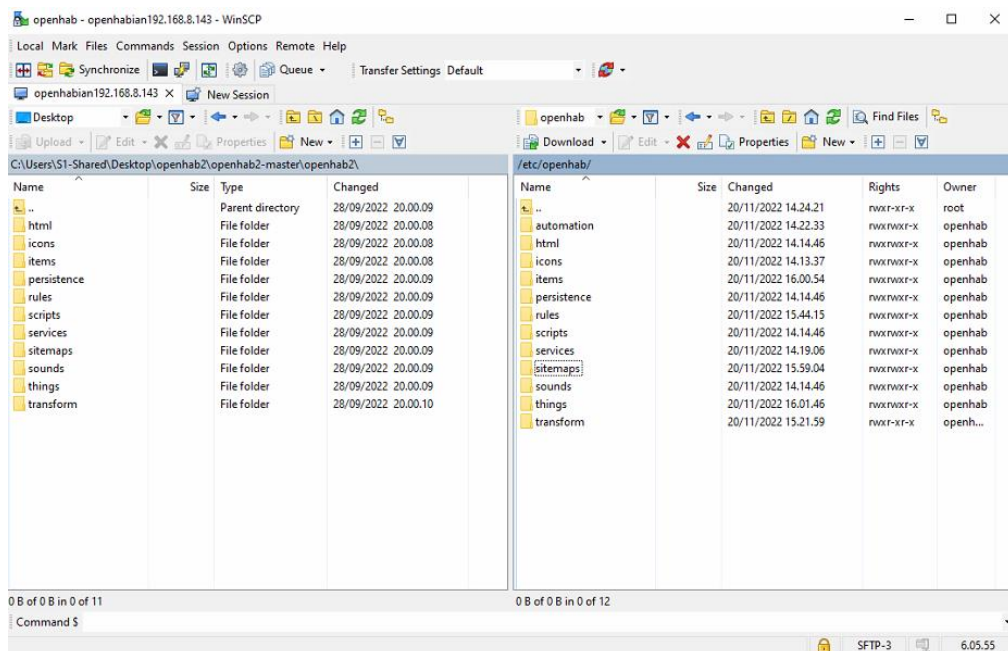 openhab - openhabian192.168.8.143 - WinSCP
Local Mark Files Commands Session Options Remote Help
Synchronize Queue Transfer Settings Default
openhabian192.168.8.143 New Session
Desktop
Upload Edit Properties New
C:\Users\S1-Shared\Desktop\openhab2\openhab2-master\openhab2\
Name Size Type Changed
.. Parent directory 28/09/2022 20.00.09
html File folder 28/09/2022 20.00.08
icons File folder 28/09/2022 20.00.08
items File folder 28/09/2022 20.00.08
persistence File folder 28/09/2022 20.00.09
rules File folder 28/09/2022 20.00.09
scripts File folder 28/09/2022 20.00.09
services File folder 28/09/2022 20.00.09
sitemaps File folder 28/09/2022 20.00.09
sounds File folder 28/09/2022 20.00.09
things File folder 28/09/2022 20.00.09
transform File folder 28/09/2022 20.00.10
0 B of 0 B in 0 of 11
openhab Find Files
Download Edit Properties New
/etc/openhab/
Name Size Changed Rights Owner
.. 20/11/2022 14.24.21 rwxr-xr-x root
automation 20/11/2022 14.22.33 rwxrwxr-x openhab
html 20/11/2022 14.14.46 rwxrwxr-x openhab
icons 20/11/2022 14.13.37 rwxrwxr-x openhab
items 20/11/2022 16.00.54 rwxrwxr-x openhab
persistence 20/11/2022 14.14.46 rwxrwxr-x openhab
rules 20/11/2022 15.44.15 rwxrwxr-x openhab
scripts 20/11/2022 14.14.46 rwxrwxr-x openhab
services 20/11/2022 14.19.06 rwxrwxr-x openhab
sitemaps 20/11/2022 15.59.04 rwxrwxr-x openhab
sounds 20/11/2022 14.14.46 rwxrwxr-x openhab
things 20/11/2022 16.01.46 rwxrwxr-x openhab
transform 20/11/2022 15.21.59 rwxr-xr-x openh...
0 B of 0 B in 0 of 12
Command $
SFTP-3 6.05.55